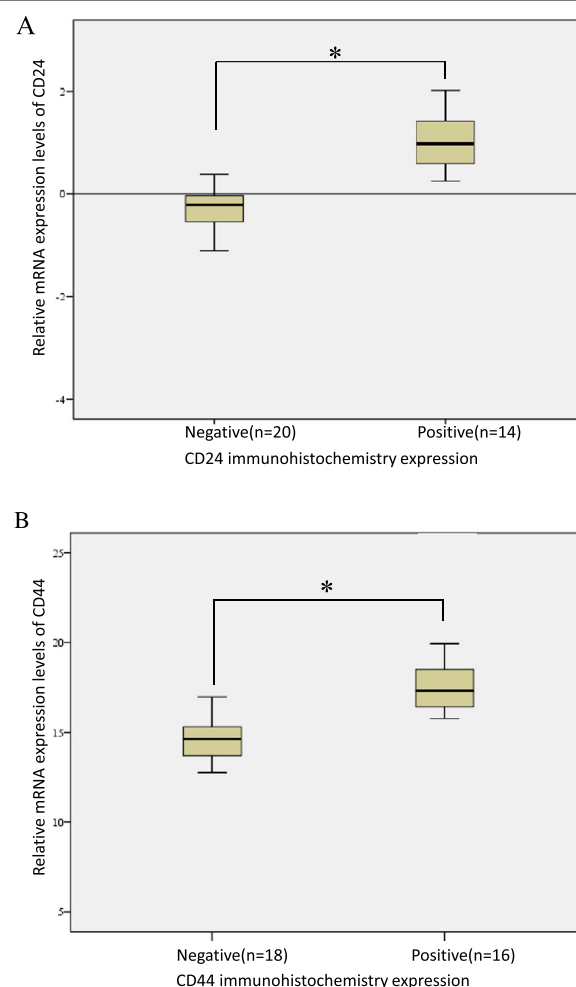 A
*
Relative mRNA expression levels of CD24
2
0
-2
-4
Negative(n=20) Positive(n=14)
CD24 immunohistochemistry expression
B
*
Relative mRNA expression levels of CD44
25
20
15
10
5
Negative(n=18) Positive(n=16)
CD44 immunohistochemistry expression